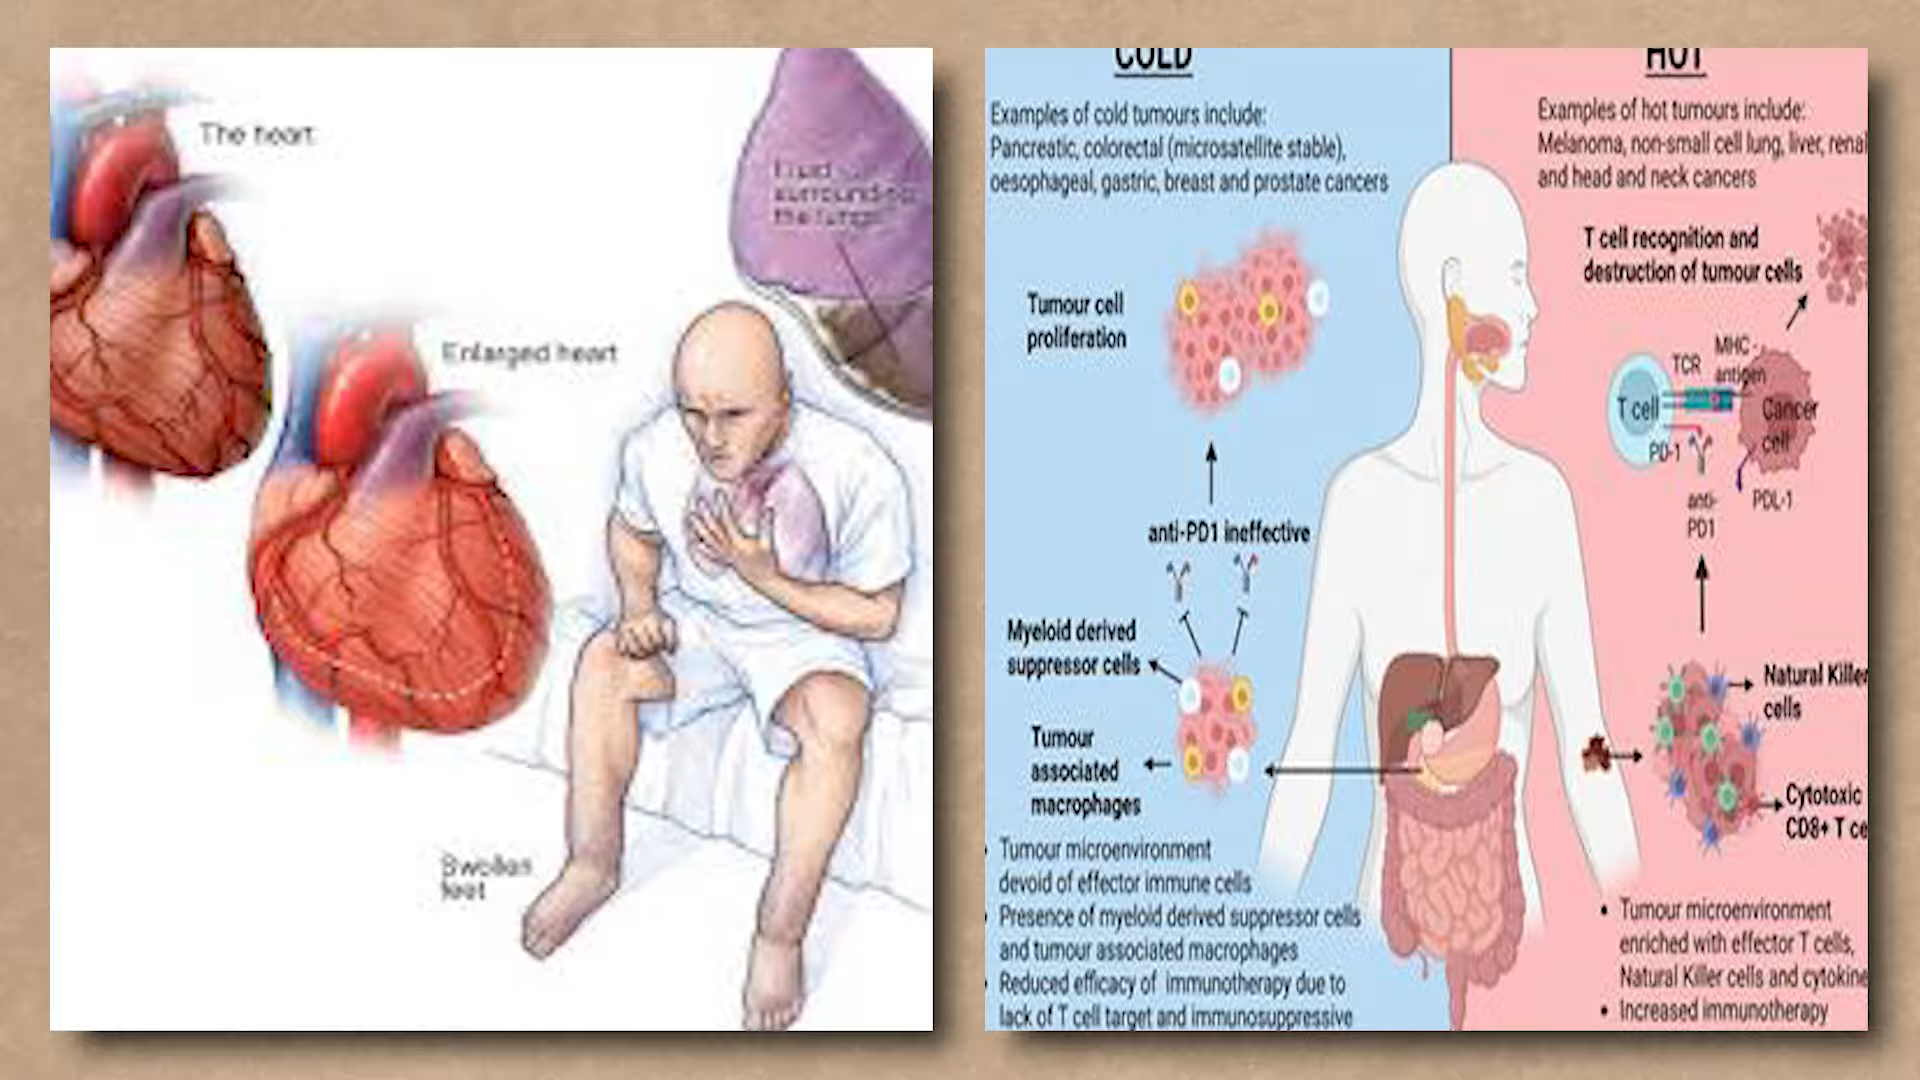 The heart
Fluid
surrounding
the lungs
Enlarged heart
Swollen
feet
COLD
Examples of cold tumours include:
Pancreatic, colorectal (microsatellite stable),
oesophageal, gastric, breast and prostate cancers
Tumour cell
proliferation
anti-PD1 ineffective
Myeloid derived
suppressor cells
Tumour
associated
macrophages
Tumour microenvironment
devoid of effector immune cells
Presence of myeloid derived suppressor cells
and tumour associated macrophages
Reduced efficacy of immunotherapy due to
lack of T cell target and immunosuppressive
HOT
Examples of hot tumours include:
Melanoma, non-small cell lung, liver, renal
and head and neck cancers
T cell recognition and
destruction of tumour cells
MHC -
TCR antigen
T cell
Cancer
cell
PD-1
anti-
PD1
PDL-1
Natural Killer
cells
Cytotoxic
CD8+ T ce
• Tumour microenvironment
enriched with effector T cells,
Natural Killer cells and cytokine
• Increased immunotherapy